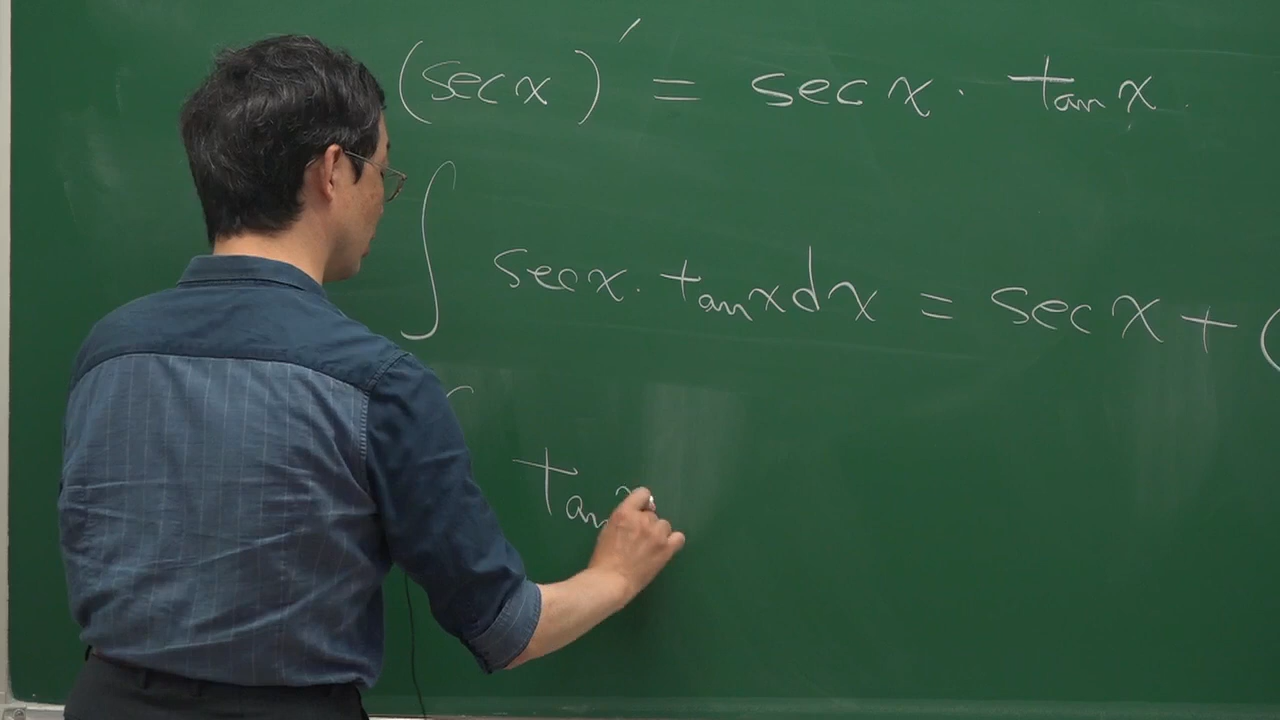 (sec x)′ = sec x · tan x.
∫ sec x · tan x dx = sec x + (
∫ tan x